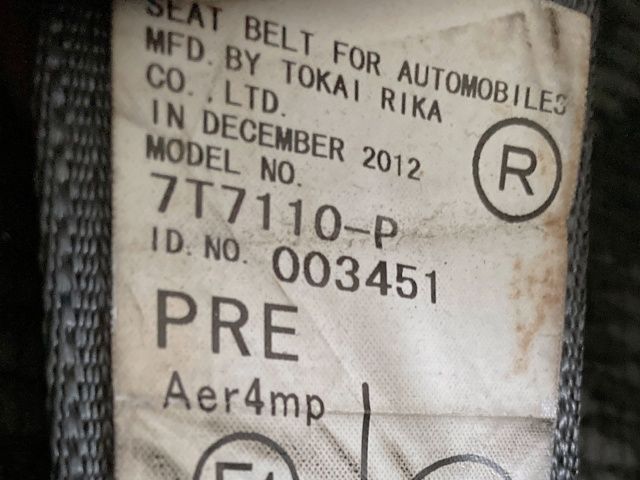 SEAT BELT FOR AUTOMOBILES
MFD. BY TOKAI RIKA
CO., LTD.
IN DECEMBER 2012
MODEL NO.
R
7T7110-P
ID. NO. 003451
PRE
Aer4mp